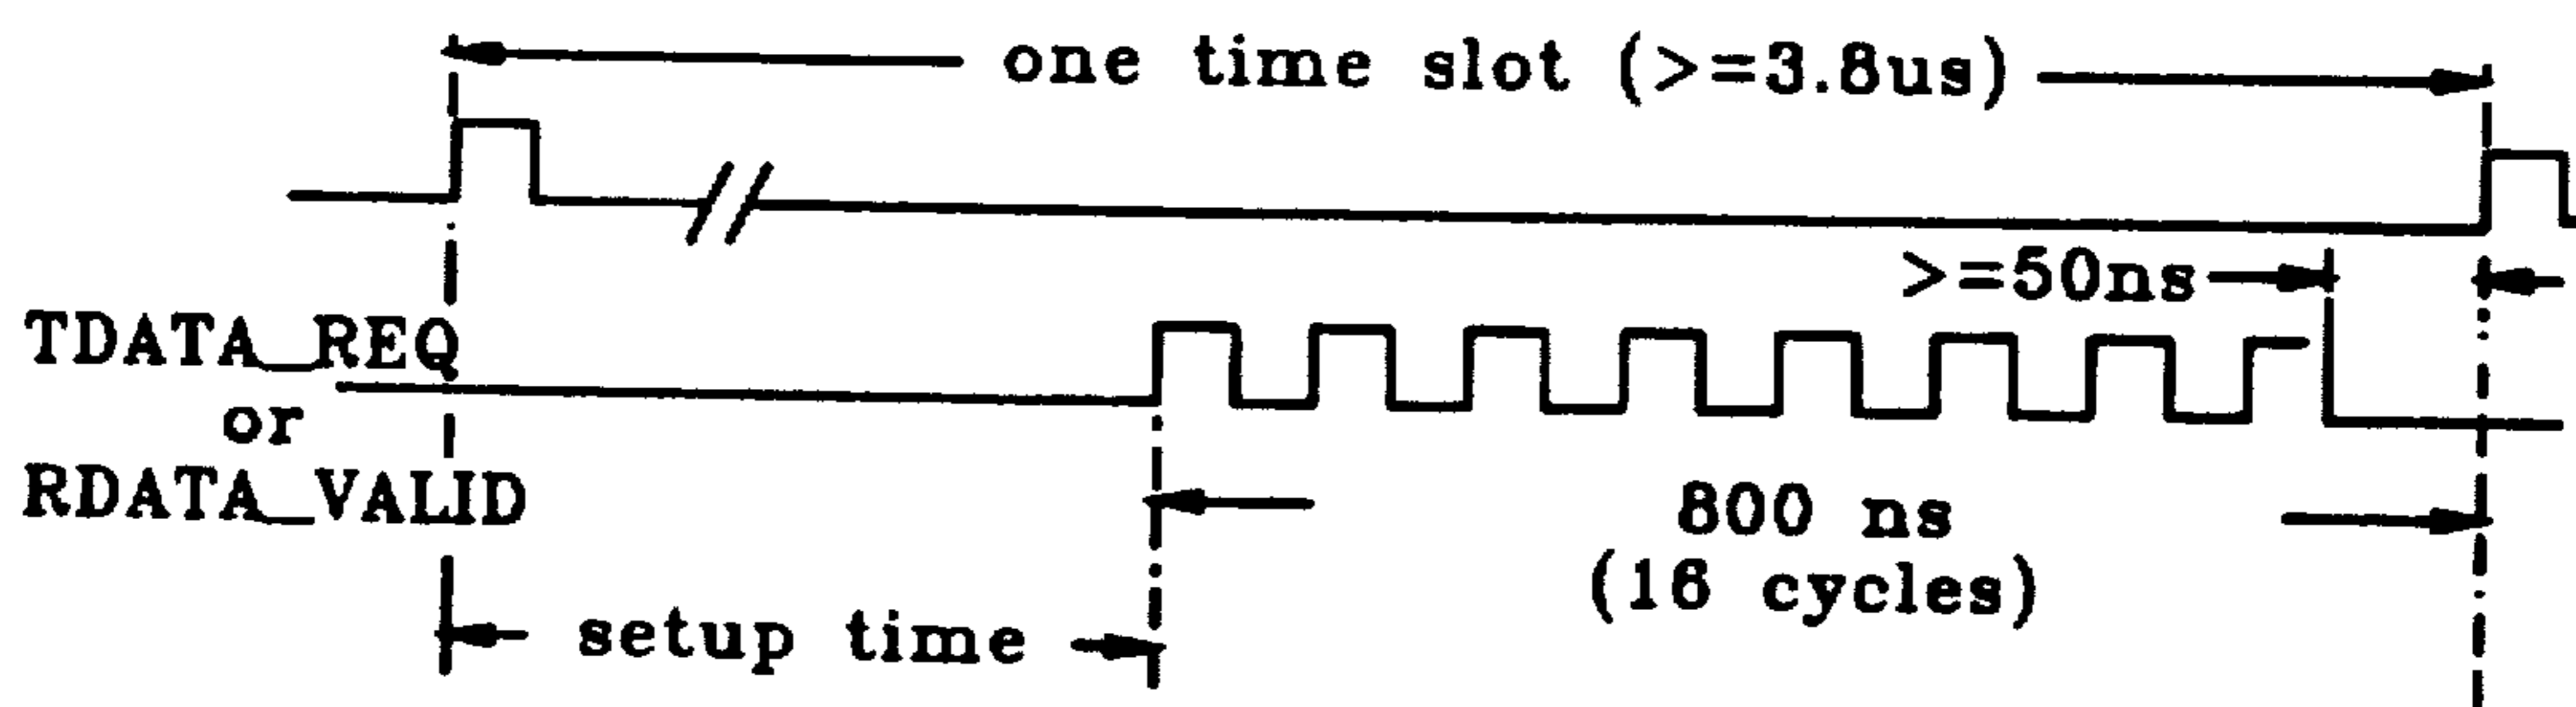 one time slot (>=3.8us)
>=50ns
TDATA_REQ
or
RDATA_VALID
800 ns
(16 cycles)
setup time